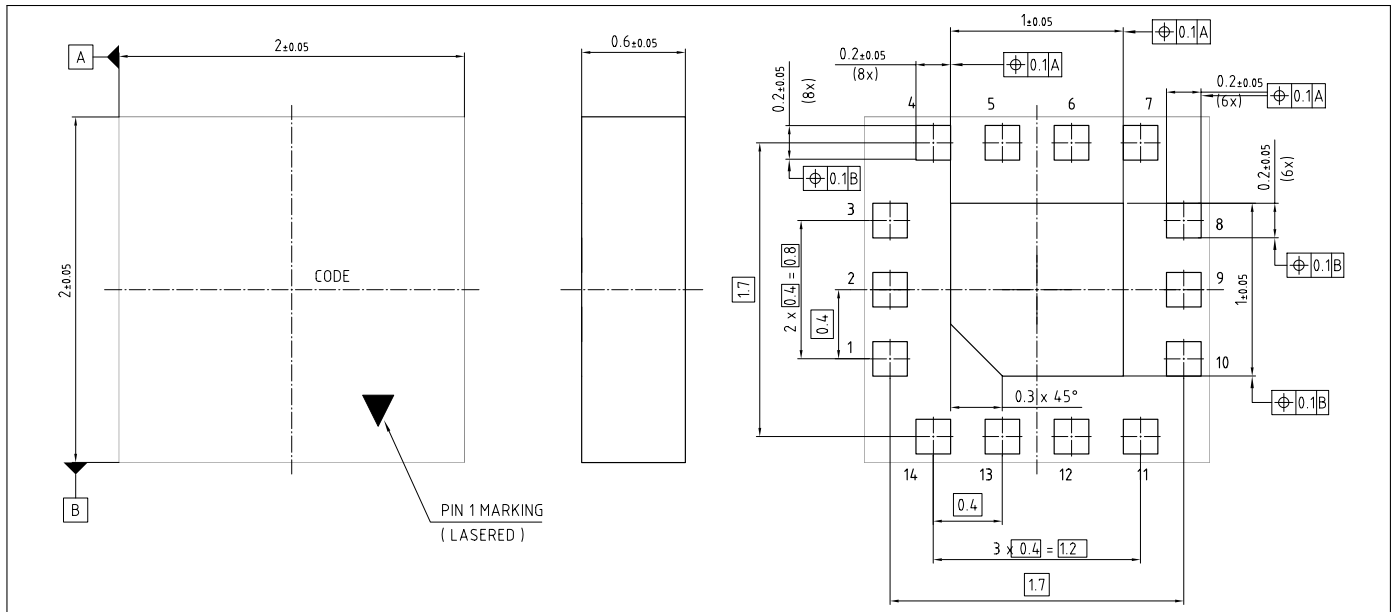 A
2±0.05
2±0.05
CODE
B
PIN 1 MARKING
( LASERED )
0.6±0.05
1±0.05
⌖ 0.1 A
0.2±0.05
(8x)
⌖ 0.1 A
0.2±0.05
(8x)
⌖ 0.1 B
0.2±0.05
(6x)
⌖ 0.1 A
0.2±0.05
(6x)
⌖ 0.1 B
4 5 6 7
3
2
1
8
9
10
1.7
2 x 0.4 = 0.8
0.4
1±0.05
⌖ 0.1 B
0.3 x 45°
14 13 12 11
0.4
3 x 0.4 = 1.2
1.7